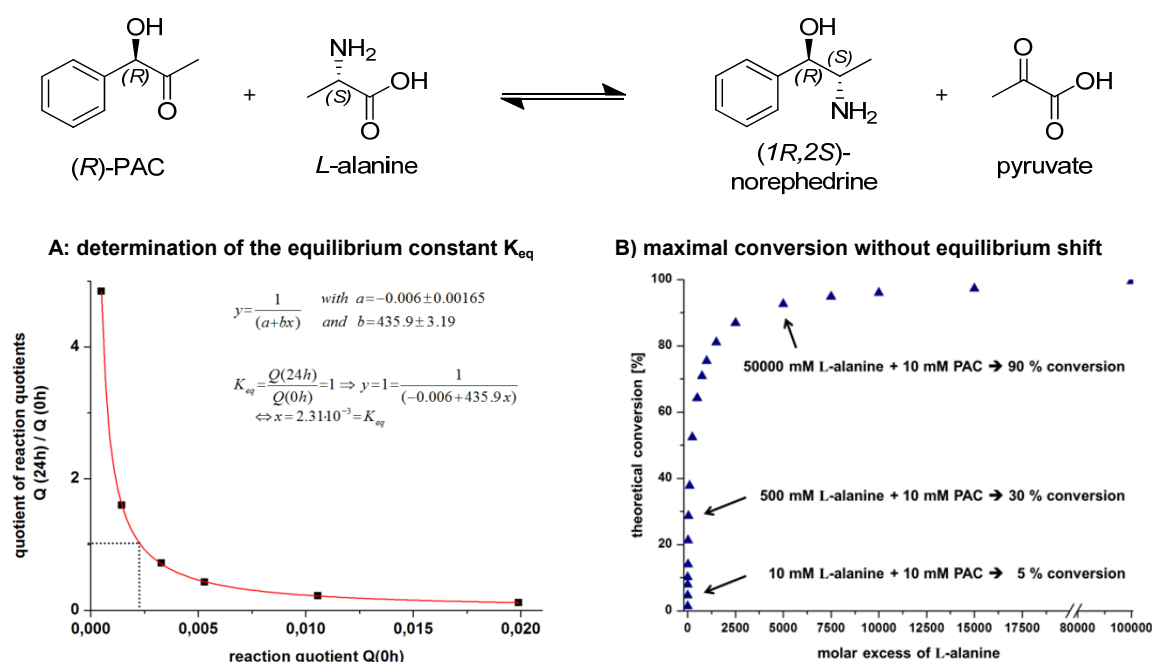 OH
(R)
O
+
NH₂
(S)
OH
O
OH
(S)
(R)
NH₂
+
O
OH
O
(R)-PAC
L-alanine
(1R,2S)-
norephedrine
pyruvate
A: determination of the equilibrium constant Keq
quotient of reaction quotients
Q (24h) / Q (0h)
4
2
0
0,000 0,005 0,010 0,015 0,020
reaction quotient Q(0h)
y=1/(a+bx) with a=−0.006±0.00165
and b=435.9±3.19
Keq=Q(24h)/Q(0h)=1⇒y=1=1/(−0.006+435.9x)
⇔x=2.31·10⁻³=Keq
B) maximal conversion without equilibrium shift
theoretical conversion [%]
100
80
60
40
20
0
50000 mM L-alanine + 10 mM PAC ➔ 90 % conversion
500 mM L-alanine + 10 mM PAC ➔ 30 % conversion
10 mM L-alanine + 10 mM PAC ➔ 5 % conversion
0 2500 5000 7500 10000 15000 80000 100000
molar excess of L-alanine